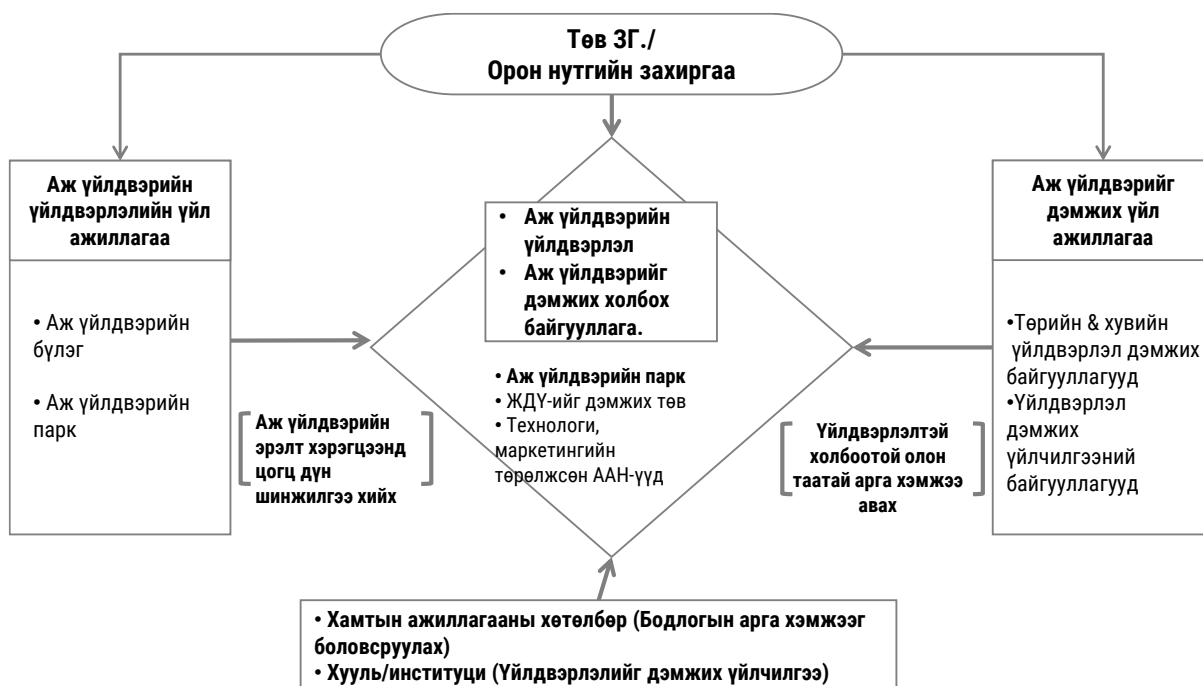 Төв ЗГ./
Орон нутгийн захиргаа
Аж үйлдвэрийн
үйлдвэрлэлийн үйл
ажиллагаа
• Аж үйлдвэрийн
бүлэг
• Аж үйлдвэрийн
парк
Аж үйлдвэрийн
эрэлт хэрэгцээнд
цогц дүн
шинжилгээ хийх
• Аж үйлдвэрийн
үйлдвэрлэл
• Аж үйлдвэрийг
дэмжих холбох
байгууллага.
• Аж үйлдвэрийн парк
• ЖДҮ-ийг дэмжих төв
• Технологи,
маркетингийн
төрөлжсөн ААН-үүд
Үйлдвэрлэлтэй
холбоотой олон
таатай арга хэмжээ
авах
Аж үйлдвэрийг
дэмжих үйл
ажиллагаа
•Төрийн & хувийн
үйлдвэрлэл дэмжих
байгууллагууд
•Үйлдвэрлэл
дэмжих
үйлчилгээний
байгууллагууд
• Хамтын ажиллагааны хөтөлбөр (Бодлогын арга хэмжээг
боловсруулах)
• Хууль/институци (Үйлдвэрлэлийг дэмжих үйлчилгээ)